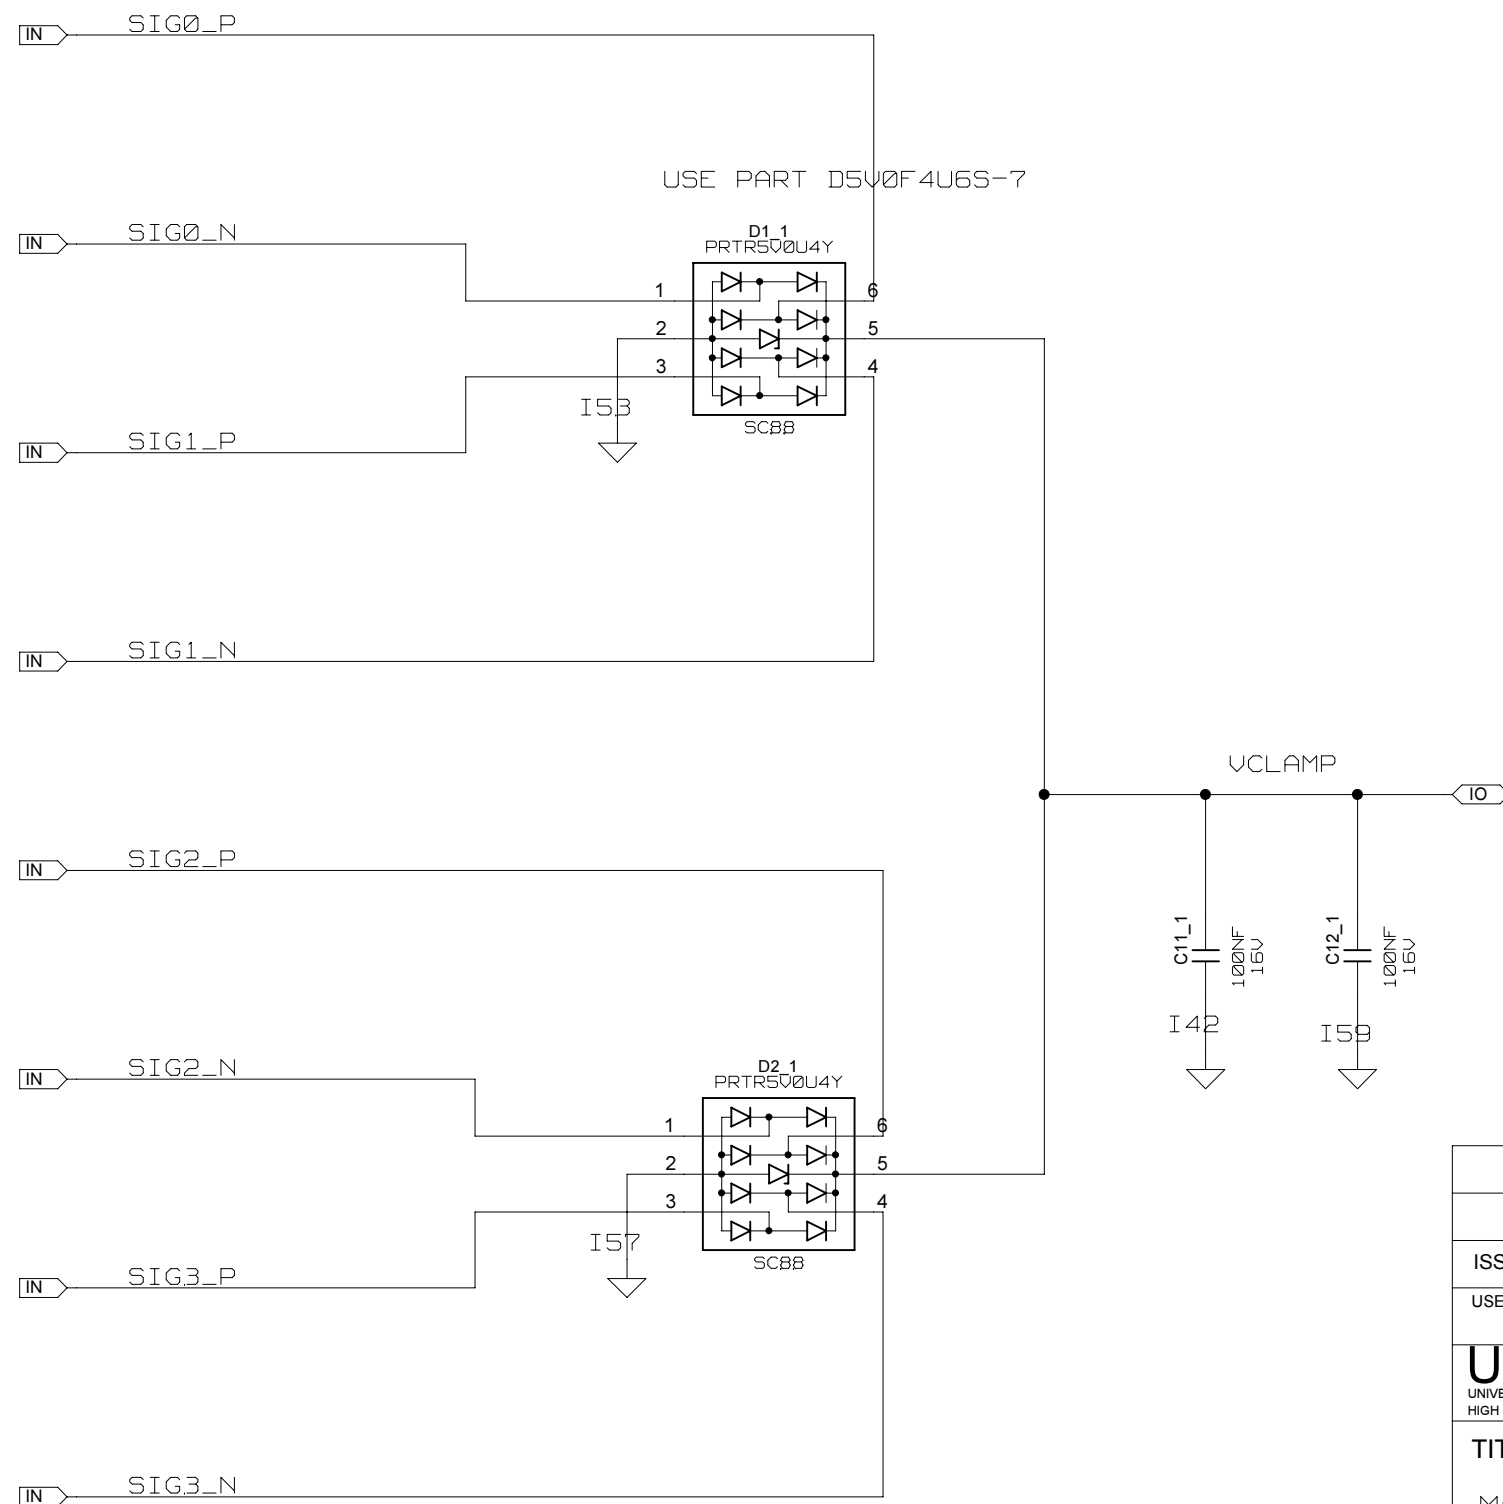 IN SIG0_P
USE PART D5V0F4U6S-7
IN SIG0_N
D1_1
PRTR5V0U4Y
1
6
2
5
3
4
I53
SC88
IN SIG1_P
IN SIG1_N
VCLAMP
IO
IN SIG2_P
C11_1
100NF
16V
C12_1
100NF
16V
I42
I59
IN SIG2_N
D2_1
PRTR5V0U4Y
1
6
2
5
3
4
I57
SC88
IN SIG3_P
IN SIG3_N
ISS
USE
U
UNIVE
HIGH
TIT